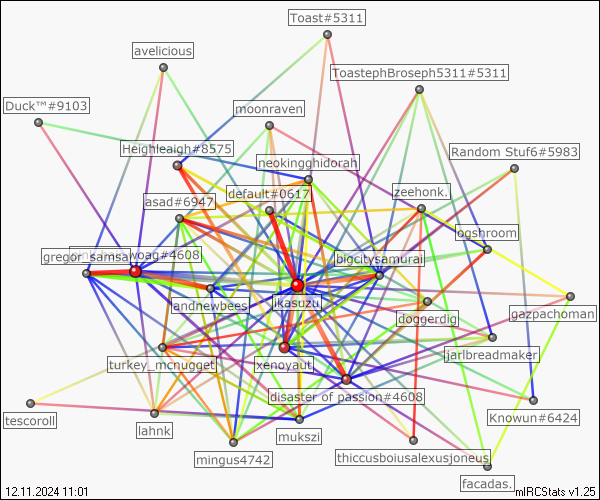 Toast#5311
avelicious
ToastephBroseph5311#5311
Duck™#9103
moonraven
Heighleaigh#8575
neokingghidorah
Random Stuf6#5983
default#0617
zeehonk.
asad#6947
ogshroom
gregor_samsa
woag#4608
bigcitysamurai
landnewbees
ikasuzu
gazpachoman
doggerdig
turkey_mcnugget
xenoyaut
jarlbreadmaker
disaster of passion#4608
Knowun#6424
tescoroll
lahnk
mukszi
mingus4742
thiccusboiusalexusjoneus
facadas.
12.11.2024 11:01
mIRCStats v1.25